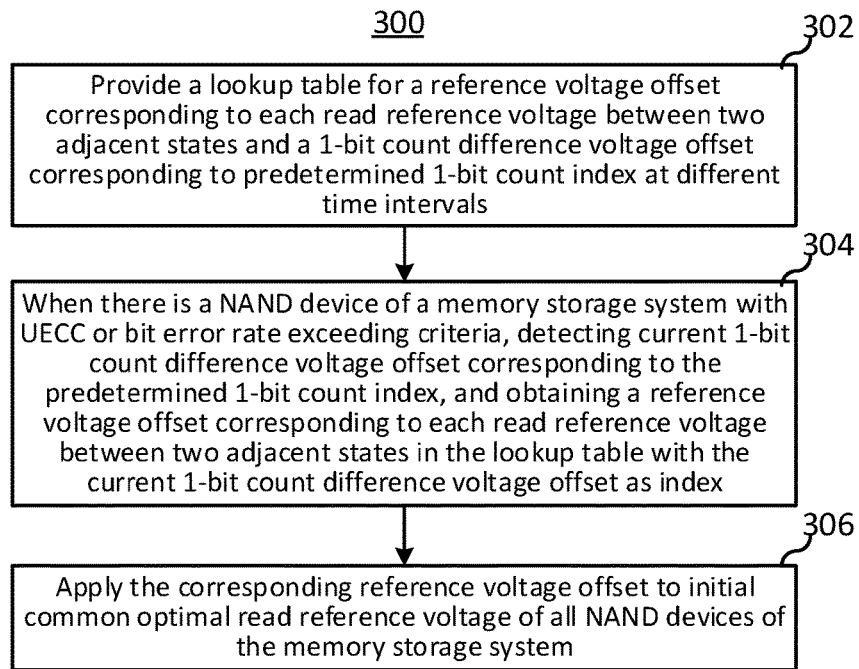 300
302
Provide a lookup table for a reference voltage offset
corresponding to each read reference voltage between two
adjacent states and a 1-bit count difference voltage offset
corresponding to predetermined 1-bit count index at different
time intervals
304
When there is a NAND device of a memory storage system with
UECC or bit error rate exceeding criteria, detecting current 1-bit
count difference voltage offset corresponding to the
predetermined 1-bit count index, and obtaining a reference
voltage offset corresponding to each read reference voltage
between two adjacent states in the lookup table with the
current 1-bit count difference voltage offset as index
306
Apply the corresponding reference voltage offset to initial
common optimal read reference voltage of all NAND devices of
the memory storage system